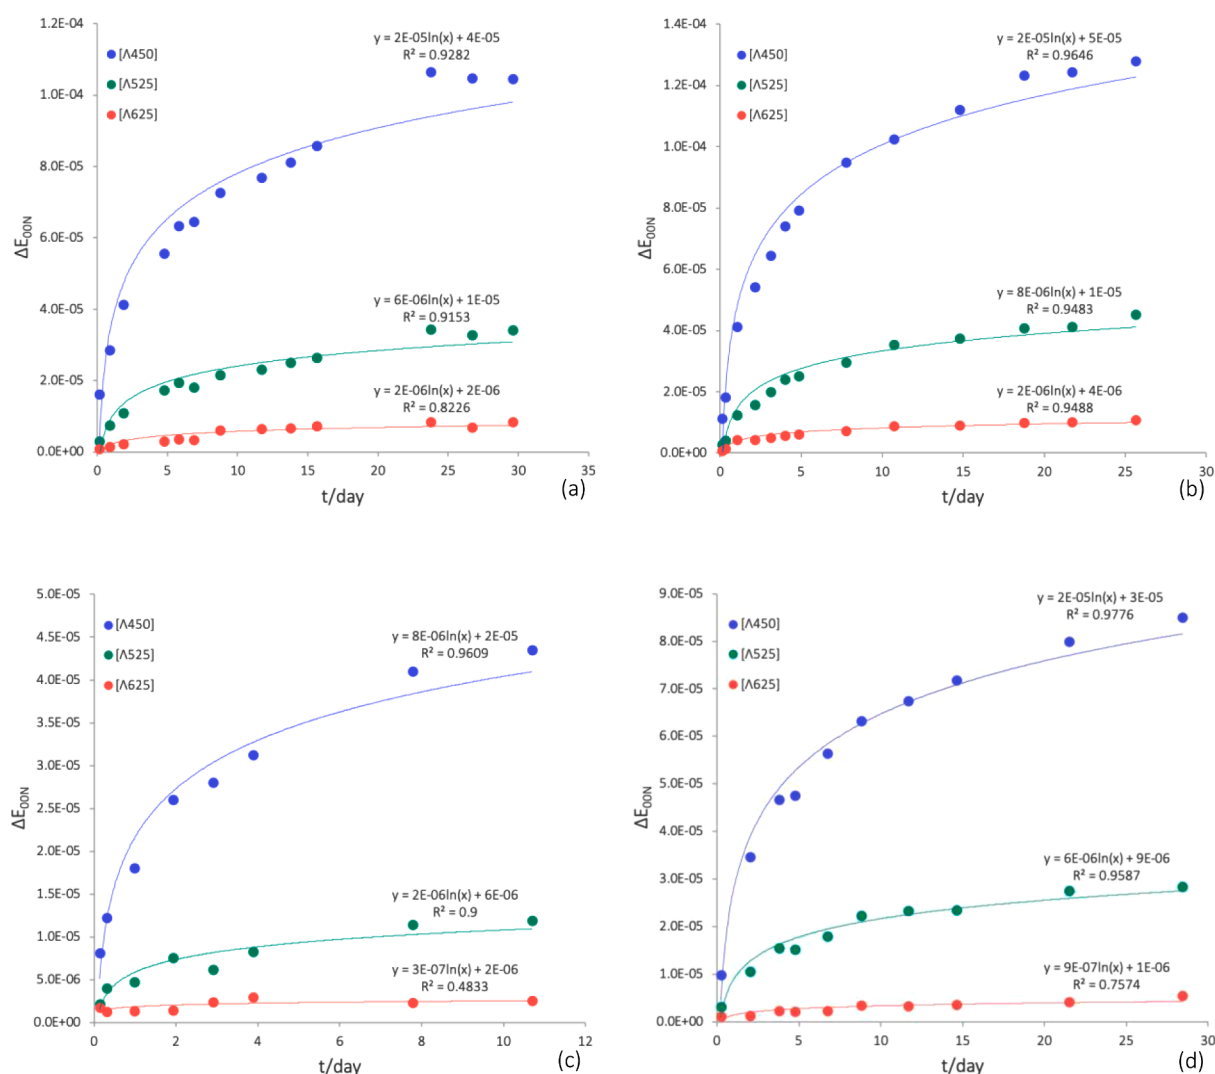 1.2E-04
1.0E-04
8.0E-05
6.0E-05
4.0E-05
2.0E-05
0.0E+00
ΔE00N
[Λ450]
[Λ525]
[Λ625]
y = 2E-05ln(x) + 4E-05
R² = 0.9282
y = 6E-06ln(x) + 1E-05
R² = 0.9153
y = 2E-06ln(x) + 2E-06
R² = 0.8226
0 5 10 15 20 25 30 35
t/day
(a)
1.4E-04
1.2E-04
1.0E-04
8.0E-05
6.0E-05
4.0E-05
2.0E-05
0.0E+00
ΔE00N
[Λ450]
[Λ525]
[Λ625]
y = 2E-05ln(x) + 5E-05
R² = 0.9646
y = 8E-06ln(x) + 1E-05
R² = 0.9483
y = 2E-06ln(x) + 4E-06
R² = 0.9488
0 5 10 15 20 25 30
t/day
(b)
5.0E-05
4.5E-05
4.0E-05
3.5E-05
3.0E-05
2.5E-05
2.0E-05
1.5E-05
1.0E-05
5.0E-06
0.0E+00
ΔE00N
[Λ450]
[Λ525]
[Λ625]
y = 8E-06ln(x) + 2E-05
R² = 0.9609
y = 2E-06ln(x) + 6E-06
R² = 0.9
y = 3E-07ln(x) + 2E-06
R² = 0.4833
0 2 4 6 8 10 12
t/day
(c)
9.0E-05
8.0E-05
7.0E-05
6.0E-05
5.0E-05
4.0E-05
3.0E-05
2.0E-05
1.0E-05
0.0E+00
ΔE00N
[Λ450]
[Λ525]
[Λ625]
y = 2E-05ln(x) + 3E-05
R² = 0.9776
y = 6E-06ln(x) + 9E-06
R² = 0.9587
y = 9E-07ln(x) + 1E-06
R² = 0.7574
0 5 10 15 20 25 30
t/day
(d)